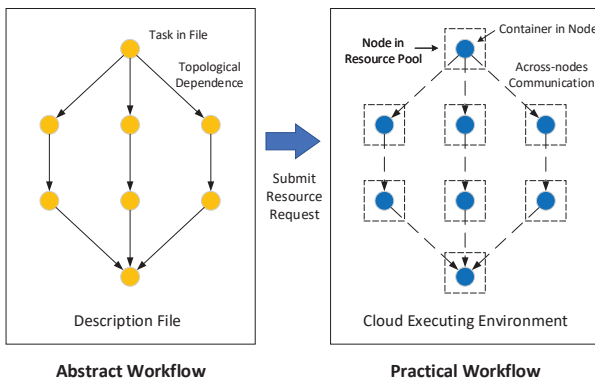 Task in File
Topological
Dependence
Description File
Abstract Workflow
Submit
Resource
Request
Node in
Resource Pool
Container in Node
Across-nodes
Communication
Cloud Executing Environment
Practical Workflow